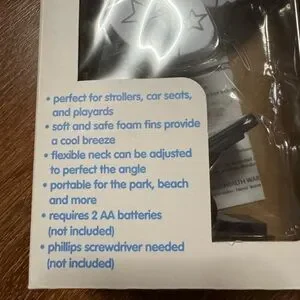 • perfect for strollers, car seats,
and playards
• soft and safe foam fins provide
a cool breeze
• flexible neck can be adjusted
to perfect the angle
• portable for the park, beach
and more
• requires 2 AA batteries
(not included)
• phillips screwdriver needed
(not included)